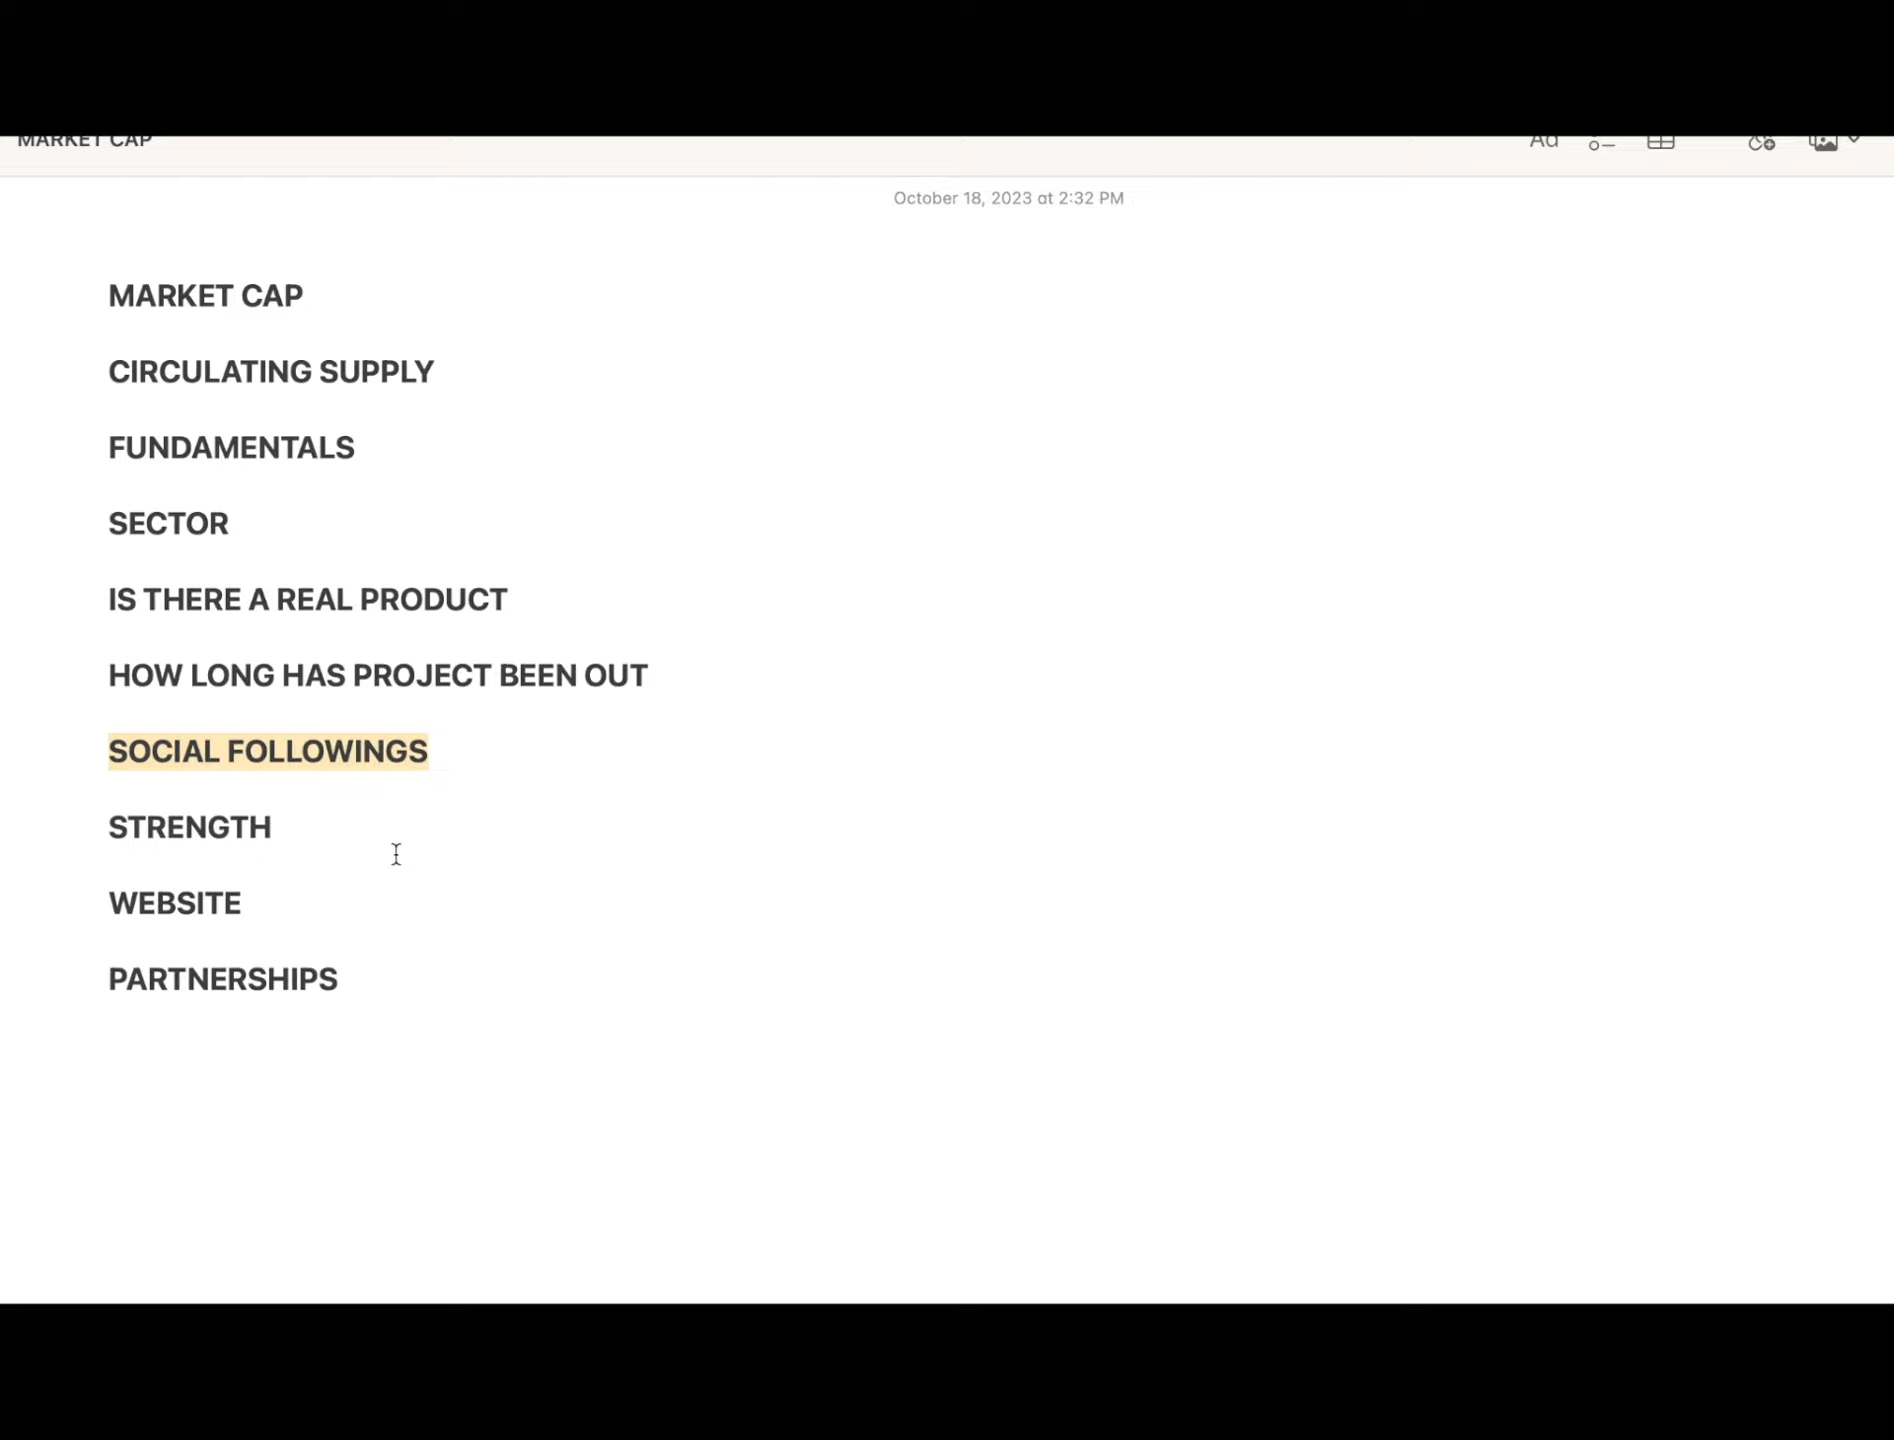 MARKET CAP
Aa
October 18, 2023 at 2:32 PM
MARKET CAP
CIRCULATING SUPPLY
FUNDAMENTALS
SECTOR
IS THERE A REAL PRODUCT
HOW LONG HAS PROJECT BEEN OUT
SOCIAL FOLLOWINGS
STRENGTH
WEBSITE
PARTNERSHIPS